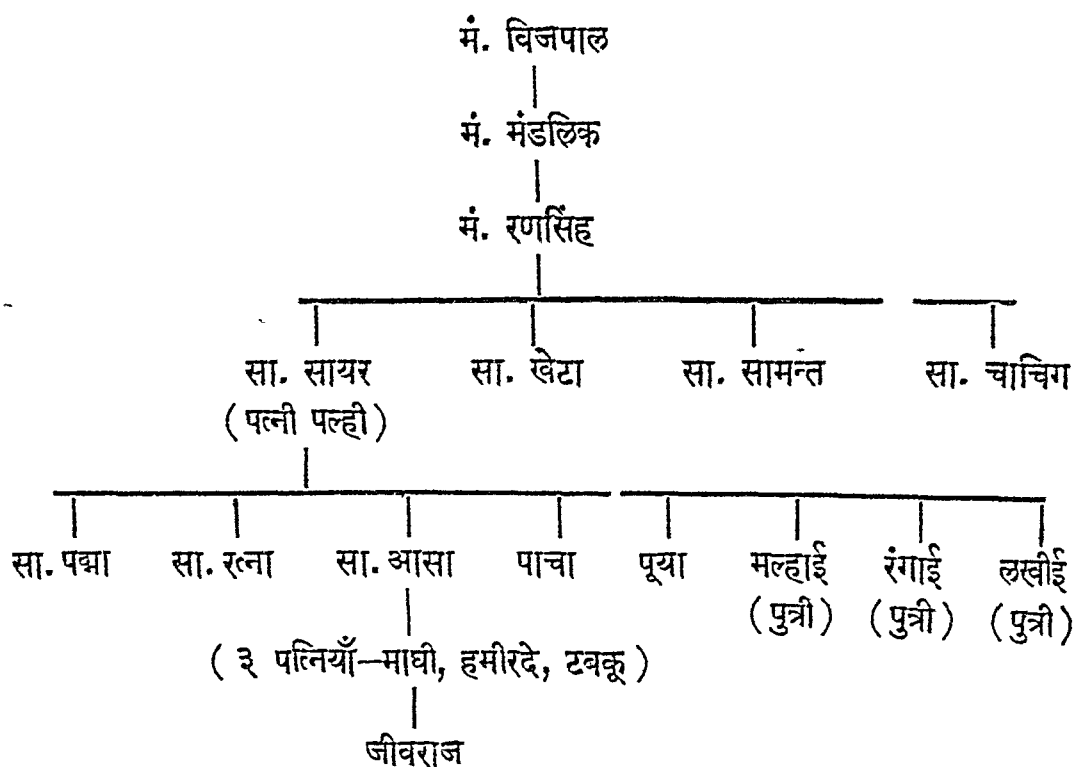 मं. विजपाल
मं. मंडलिक
मं. रणसिंह
सा. सायर सा. खेटा सा. सामन्त सा. चाचिग
(पत्नी पल्ही)
सा. पद्मा सा. रत्ना सा. आसा पाचा पूया मल्हाई रंगाई लखीई
(पुत्री) (पुत्री) (पुत्री)
(३ पत्नियाँ—माघी, हमीरदे, टबकू)
जीवराज